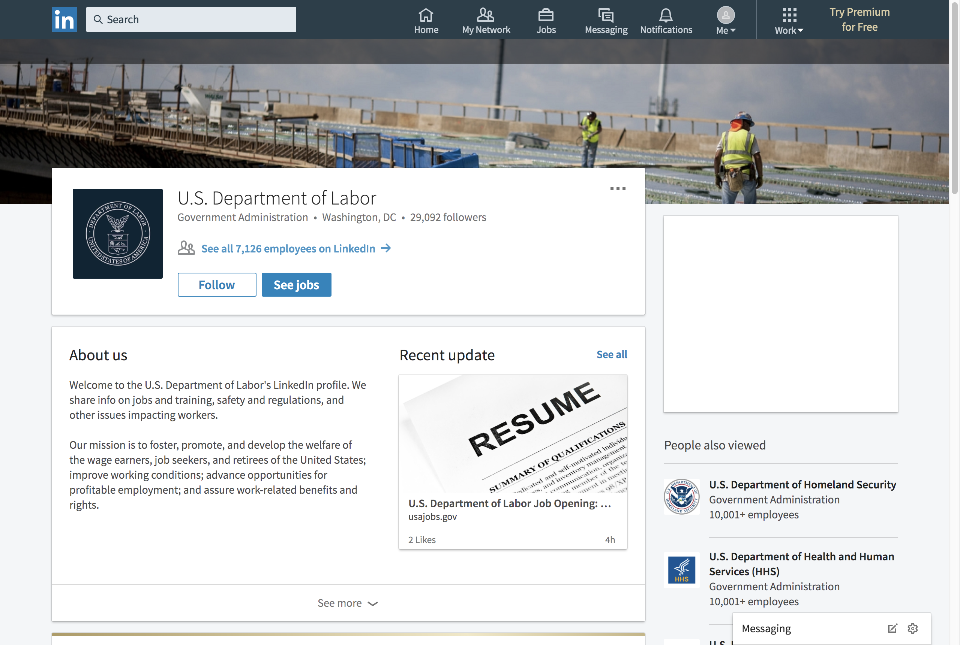 in
Search
Home
My Network
Jobs
Messaging
Notifications
Me
Work
Try Premium
for Free
DEPARTMENT OF LABOR
UNITED STATES OF AMERICA
U.S. Department of Labor
Government Administration • Washington, DC • 29,092 followers
See all 7,126 employees on LinkedIn →
Follow
See jobs
About us
Welcome to the U.S. Department of Labor's LinkedIn profile. We
share info on jobs and training, safety and regulations, and
other issues impacting workers.
Our mission is to foster, promote, and develop the welfare of
the wage earners, job seekers, and retirees of the United States;
improve working conditions; advance opportunities for
profitable employment; and assure work-related benefits and
rights.
Recent update
See all
RESUME
SUMMARY OF QUALIFICATIONS
U.S. Department of Labor Job Opening: ...
usajobs.gov
2 Likes
4h
See more
People also viewed
U.S. Department of Homeland Security
Government Administration
10,001+ employees
HHS
U.S. Department of Health and Human
Services (HHS)
Government Administration
10,001+ employees
Messaging